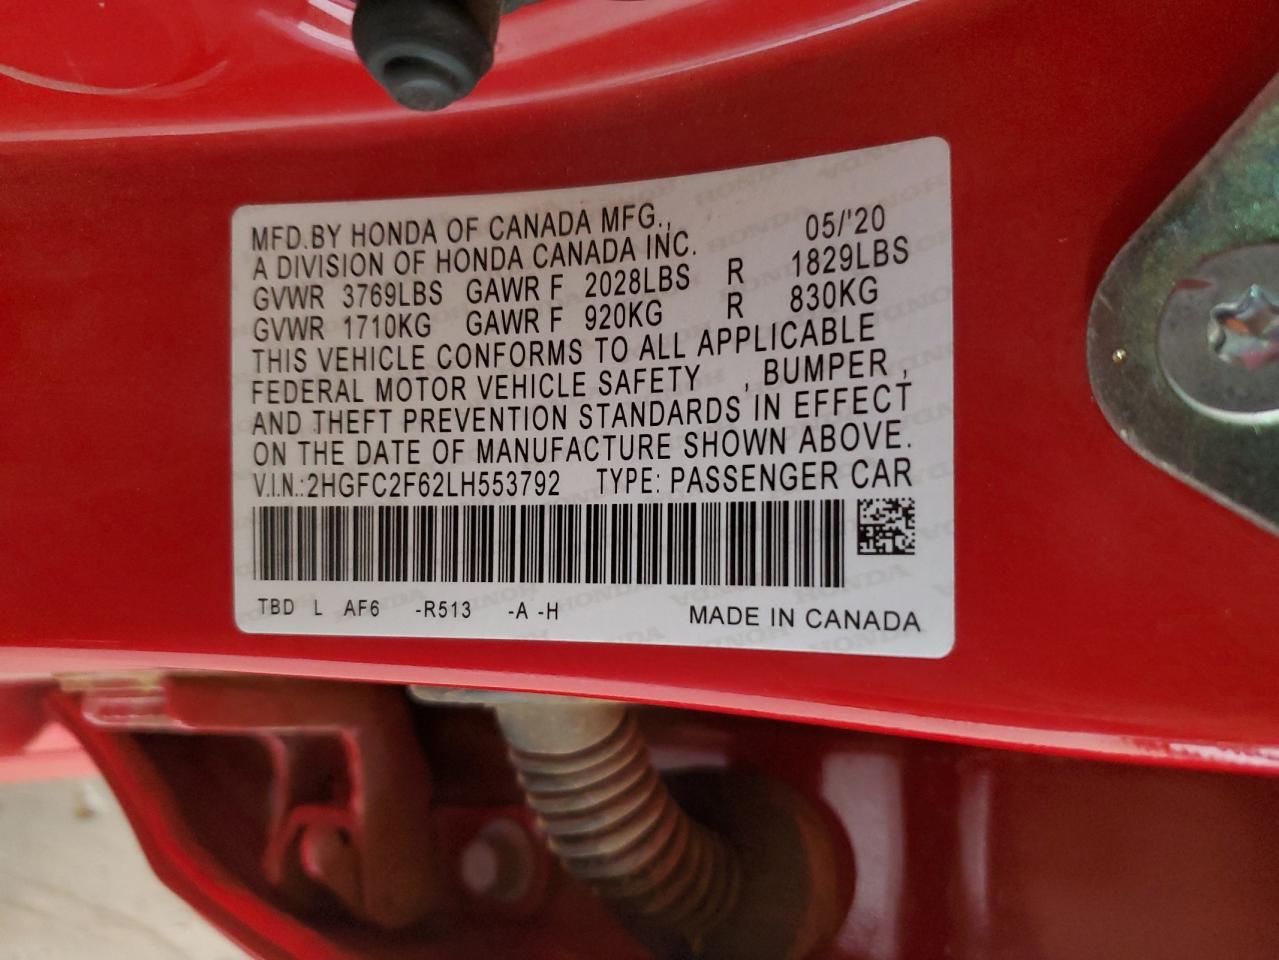 MFD.BY HONDA OF CANADA MFG., 05/'20
A DIVISION OF HONDA CANADA INC.
GVWR 3769LBS GAWR F 2028LBS R 1829LBS
GVWR 1710KG GAWR F 920KG R 830KG
THIS VEHICLE CONFORMS TO ALL APPLICABLE
FEDERAL MOTOR VEHICLE SAFETY , BUMPER ,
AND THEFT PREVENTION STANDARDS IN EFFECT
ON THE DATE OF MANUFACTURE SHOWN ABOVE.
V.I.N.:2HGFC2F62LH553792 TYPE: PASSENGER CAR
TBD L AF6 -R513 -A -H MADE IN CANADA